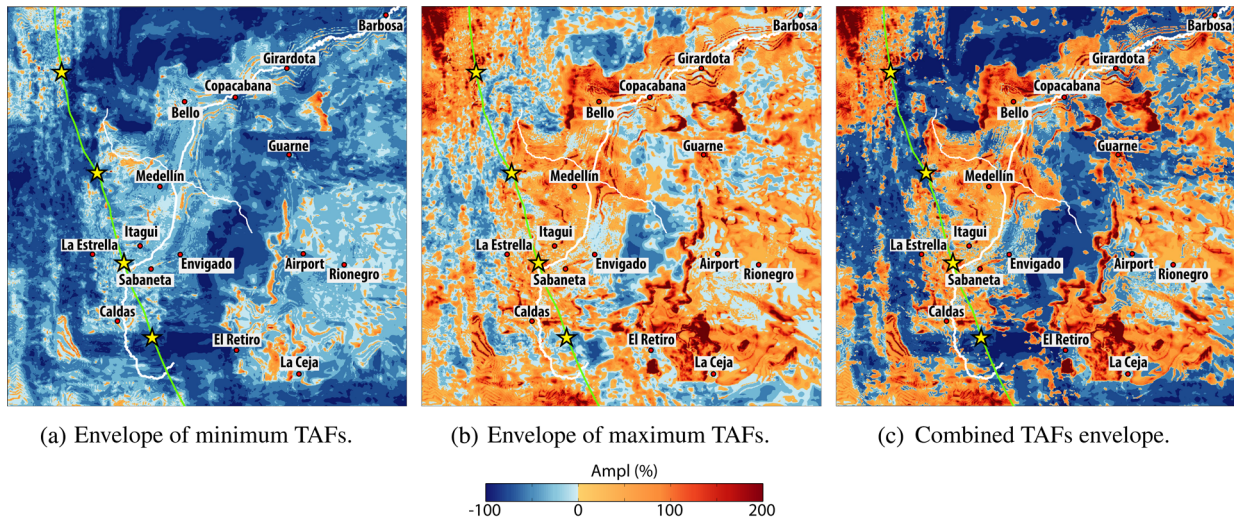 Barbosa
Girardota
Copacabana
Bello
Guarne
Medellín
Itagui
La Estrella
Envigado
Airport
Rionegro
Sabaneta
Caldas
El Retiro
La Ceja
Barbosa
Girardota
Copacabana
Bello
Guarne
Medellín
Itagui
La Estrella
Envigado
Airport
Rionegro
Sabaneta
Caldas
El Retiro
La Ceja
Barbosa
Girardota
Copacabana
Bello
Guarne
Medellín
Itagui
La Estrella
Envigado
Airport
Rionegro
Sabaneta
Caldas
El Retiro
La Ceja
(a) Envelope of minimum TAFs.
(b) Envelope of maximum TAFs.
(c) Combined TAFs envelope.
Ampl (%)
-100 0 100 200